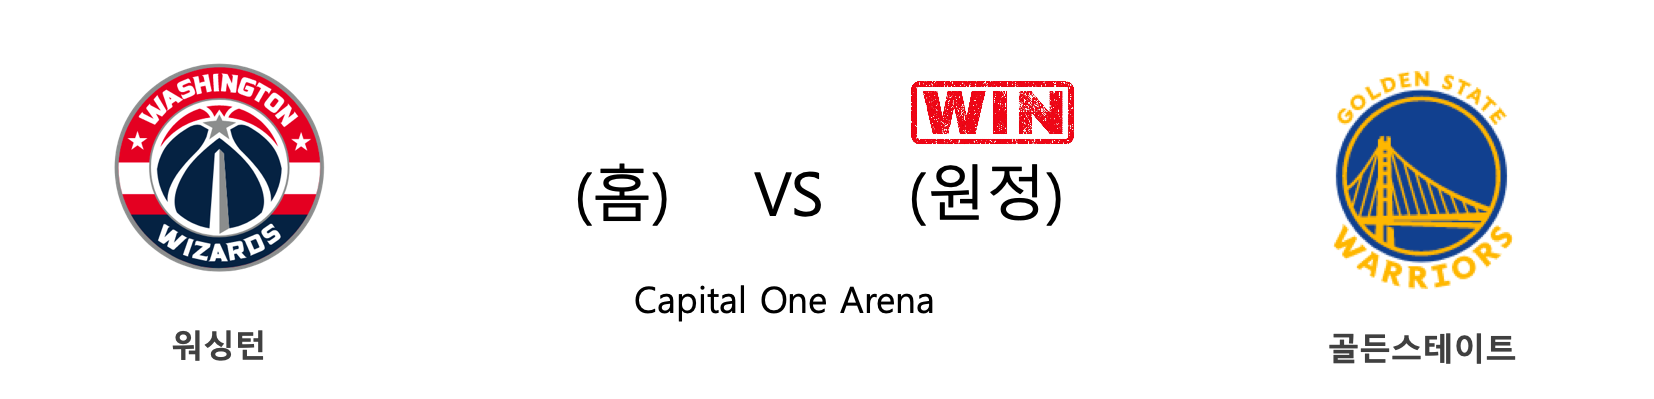 WASHINGTON
WIZARDS
워싱턴
WIN
(홈) VS (원정)
Capital One Arena
GOLDEN STATE
WARRIORS
골든스테이트